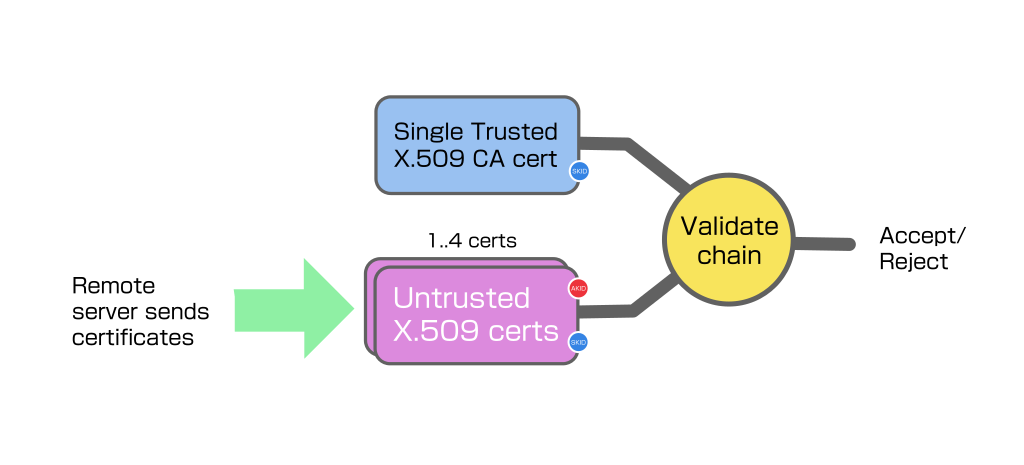 Single Trusted
X.509 CA cert
SKID
1..4 certs
Remote
server sends
certificates
AKID
Untrusted
X.509 certs
SKID
Validate
chain
Accept/
Reject